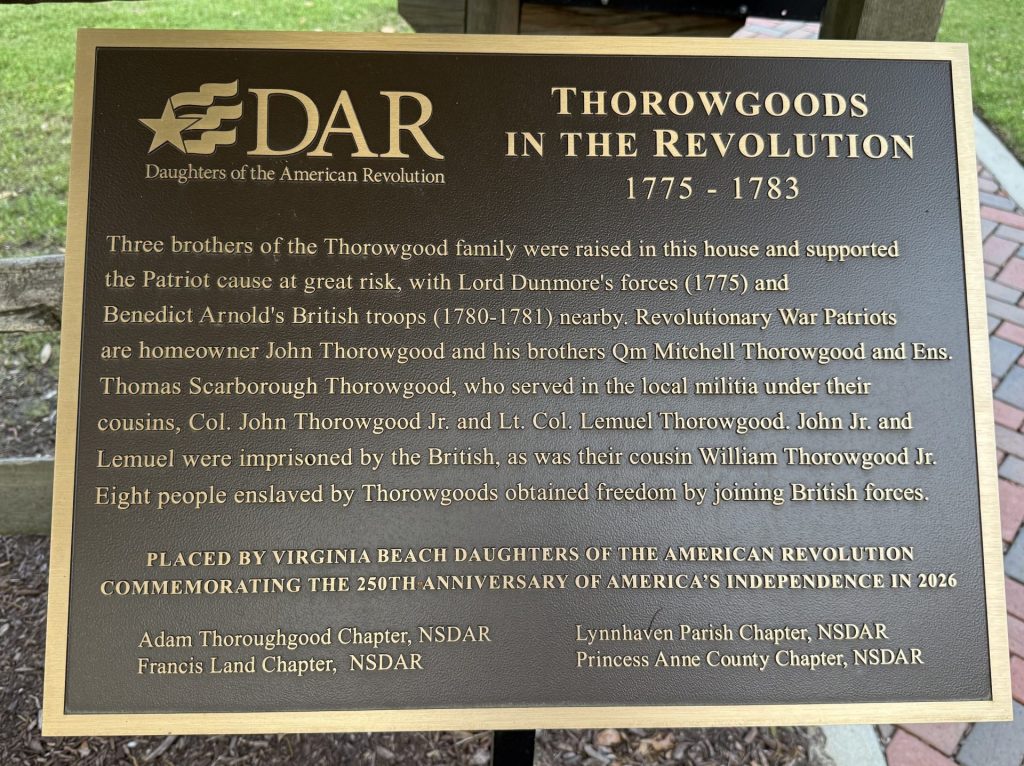 DAR
Daughters of the American Revolution
THOROWGOODS
IN THE REVOLUTION
1775 - 1783
Three brothers of the Thorowgood family were raised in this house and supported
the Patriot cause at great risk, with Lord Dunmore's forces (1775) and
Benedict Arnold's British troops (1780-1781) nearby. Revolutionary War Patriots
are homeowner John Thorowgood and his brothers Qm Mitchell Thorowgood and Ens.
Thomas Scarborough Thorowgood, who served in the local militia under their
cousins, Col. John Thorowgood Jr. and Lt. Col. Lemuel Thorowgood. John Jr. and
Lemuel were imprisoned by the British, as was their cousin William Thorowgood Jr.
Eight people enslaved by Thorowgoods obtained freedom by joining British forces.
PLACED BY VIRGINIA BEACH DAUGHTERS OF THE AMERICAN REVOLUTION
COMMEMORATING THE 250TH ANNIVERSARY OF AMERICA'S INDEPENDENCE IN 2026
Adam Thoroughgood Chapter, NSDAR
Francis Land Chapter, NSDAR
Lynnhaven Parish Chapter, NSDAR
Princess Anne County Chapter, NSDAR